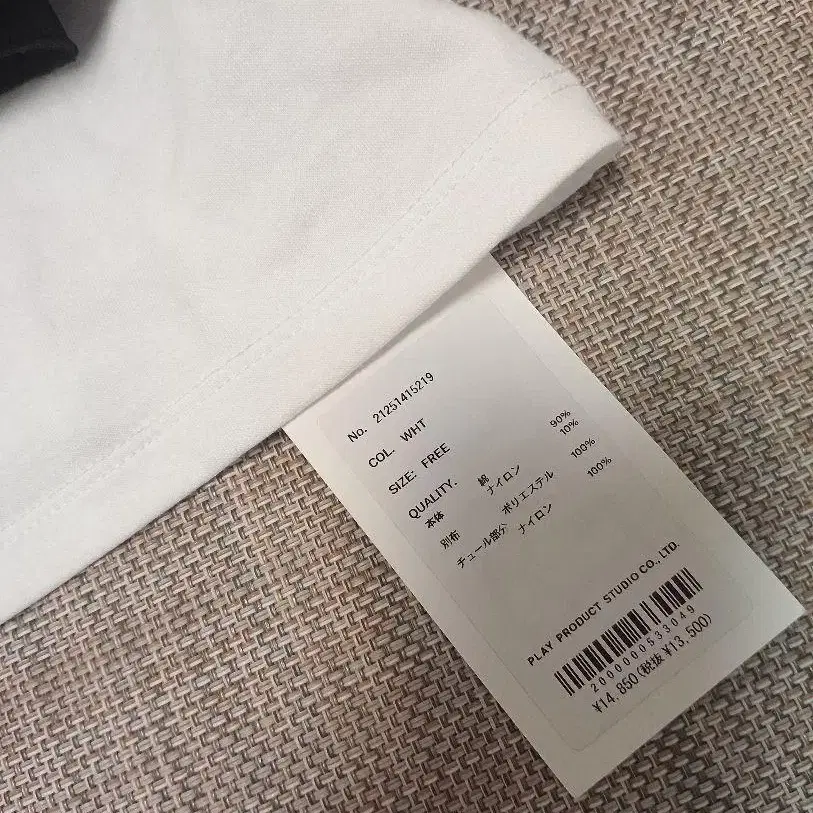 No. 21251415219
COL. WHT
SIZE: FREE
QUALITY.
本体 綿 90%
ナイロン 10%
別布 ポリエステル 100%
チュール部分 ナイロン 100%
PLAY PRODUCT STUDIO CO., LTD.
2000000533049
¥14,850(税抜¥13,500)